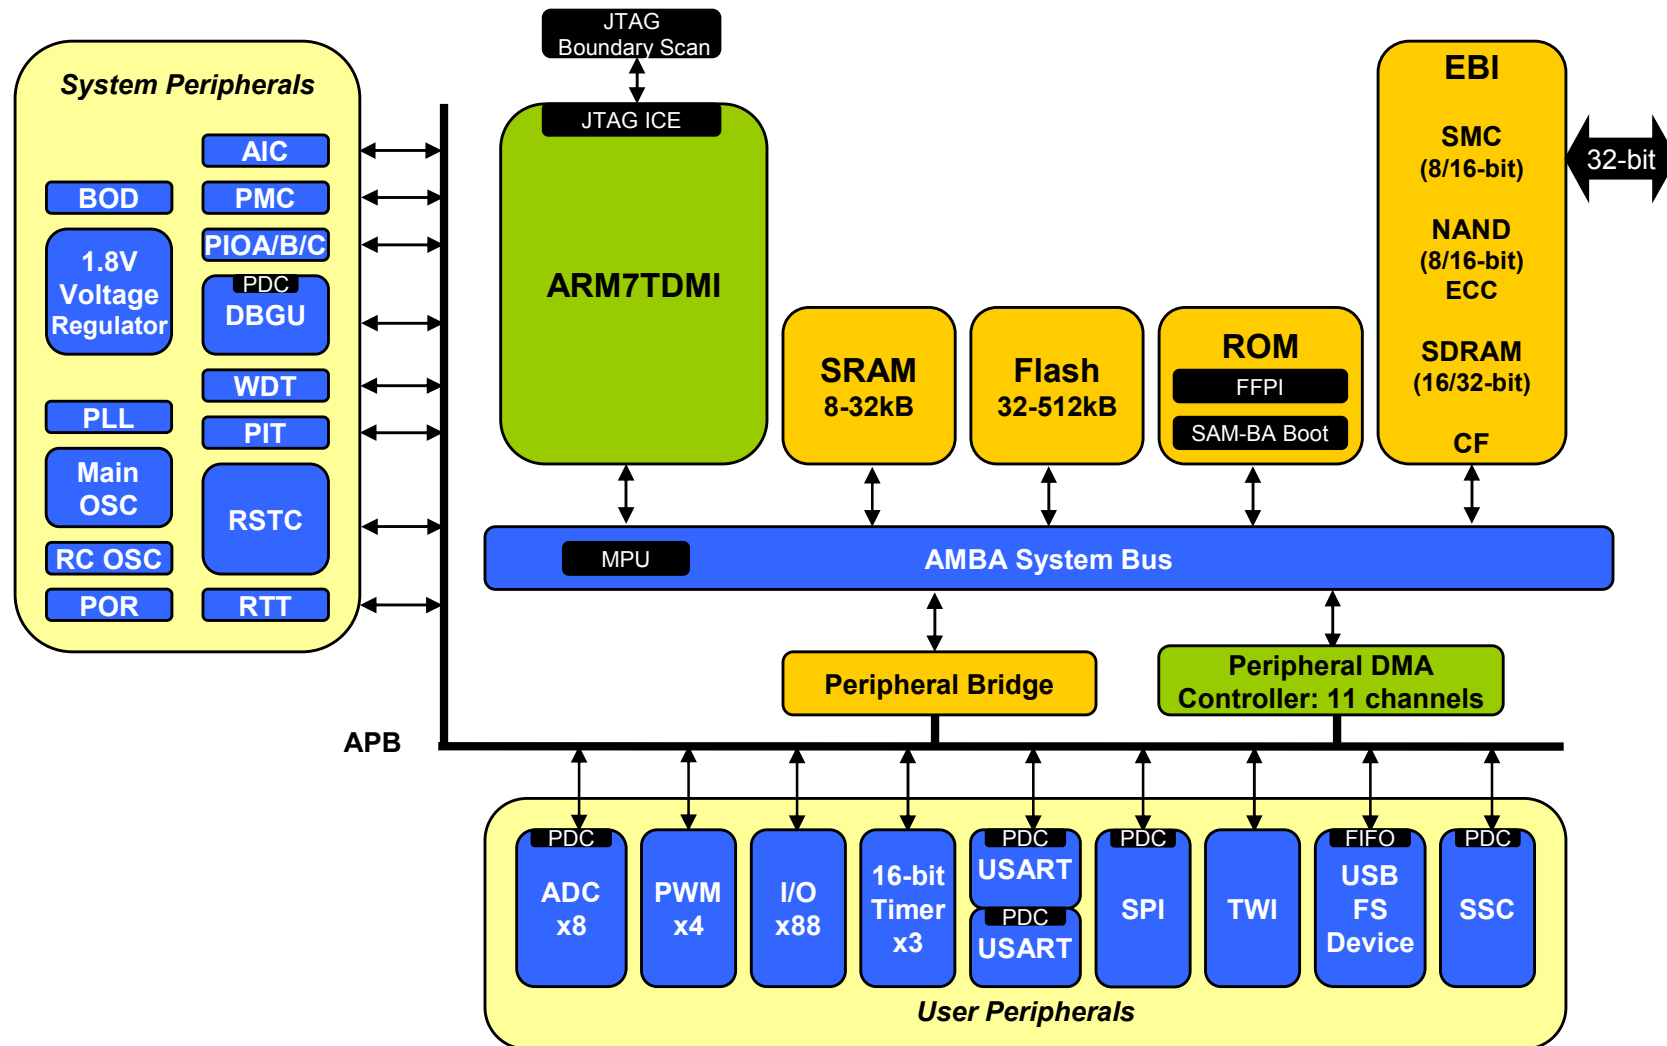 JTAG
Boundary Scan
System Peripherals
AIC
BOD
PMC
PIOA/B/C
1.8V
Voltage
Regulator
PDC
DBGU
WDT
PLL
PIT
Main
OSC
RSTC
RC OSC
POR
RTT
JTAG ICE
ARM7TDMI
SRAM
8-32kB
Flash
32-512kB
ROM
FFPI
SAM-BA Boot
EBI
SMC
(8/16-bit)
NAND
(8/16-bit)
ECC
SDRAM
(16/32-bit)
CF
32-bit
MPU
AMBA System Bus
Peripheral Bridge
Peripheral DMA
Controller: 11 channels
APB
PDC
ADC
x8
PWM
x4
I/O
x88
16-bit
Timer
x3
PDC
USART
PDC
USART
PDC
SPI
TWI
FIFO
USB
FS
Device
PDC
SSC
User Peripherals